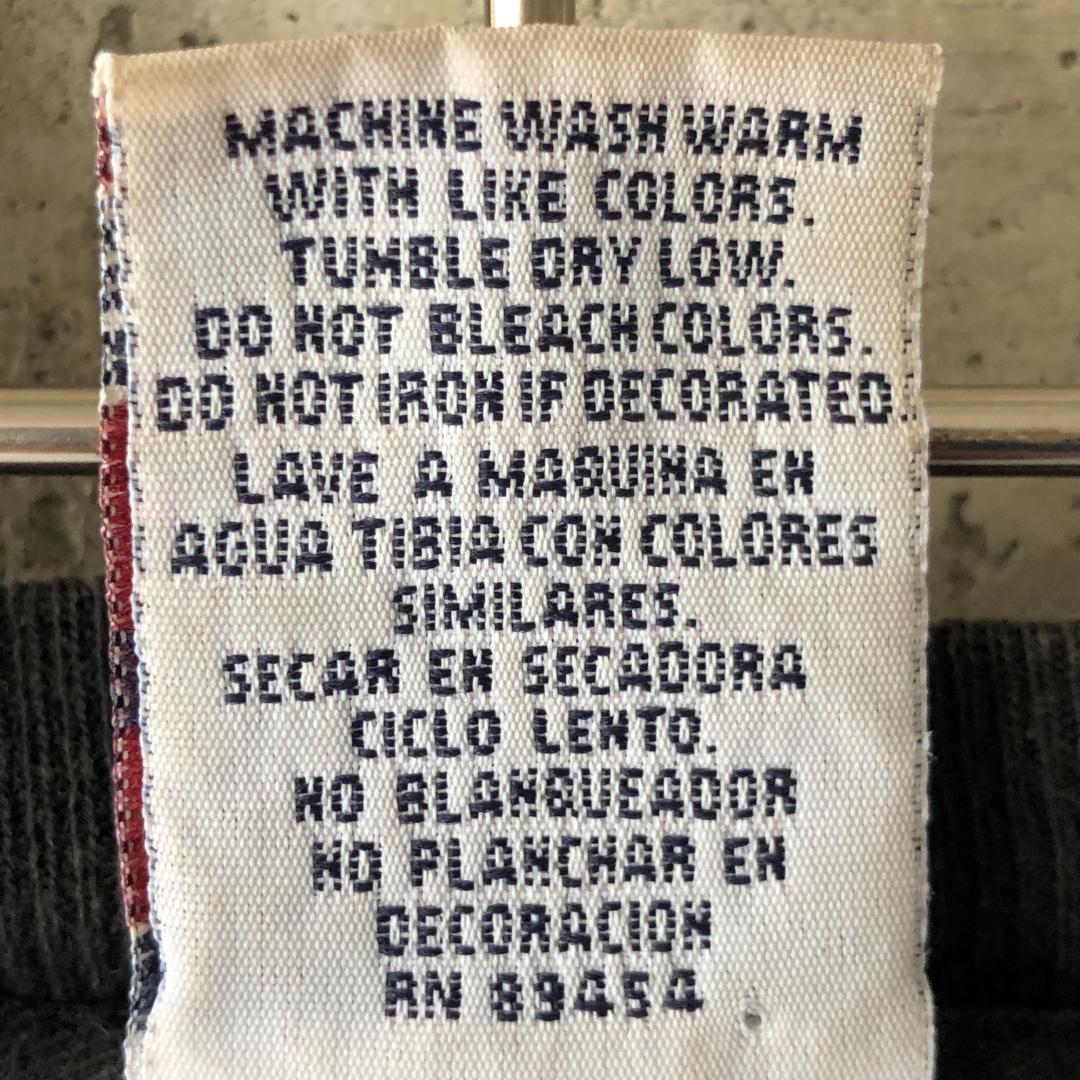 MACHINE WASH WARM
WITH LIKE COLORS.
TUMBLE DRY LOW.
DO NOT BLEACH COLORS.
DO NOT IRON IF DECORATED.
LAVE A MAQUINA EN
AGUA TIBIA CON COLORES
SIMILARES.
SECAR EN SECADORA
CICLO LENTO.
NO BLANQUEADOR
NO PLANCHAR EN
DECORACION
RN